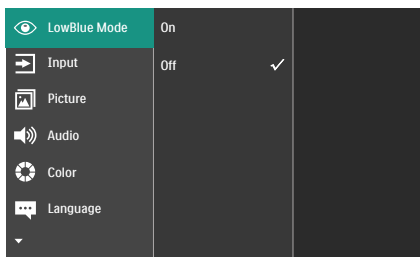 LowBlue Mode
Input
Picture
Audio
Color
Language
On
Off